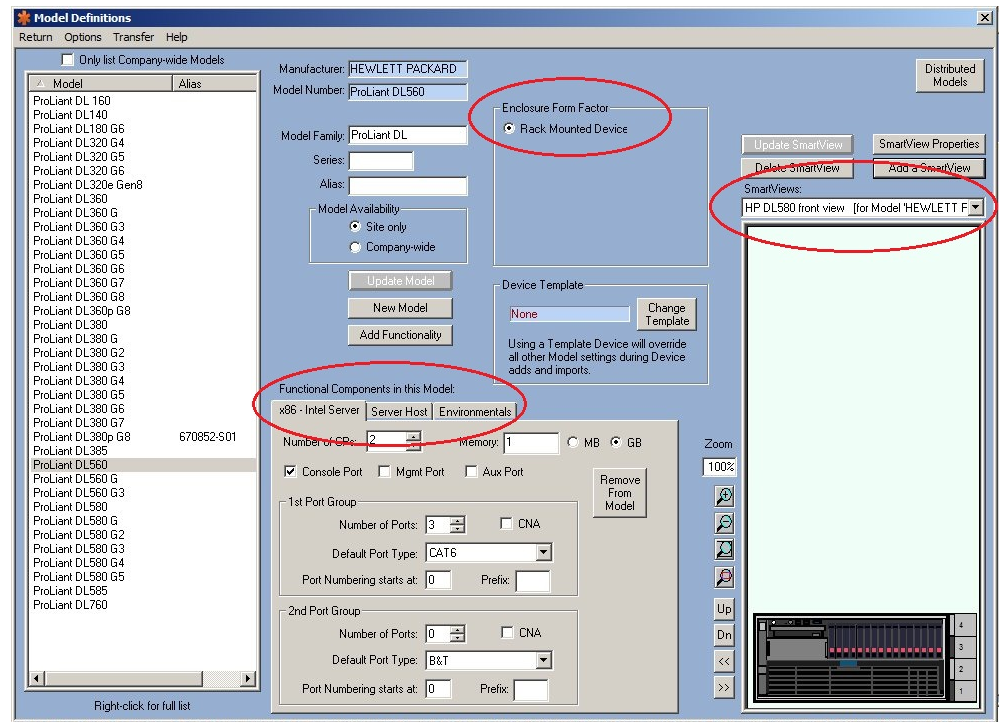 Model Definitions
Return Options Transfer Help
Only list Company-wide Models
Model Alias
ProLiant DL 160
ProLiant DL140
ProLiant DL180 G6
ProLiant DL320 G4
ProLiant DL320 G5
ProLiant DL320 G6
ProLiant DL320e Gen8
ProLiant DL360
ProLiant DL360 G
ProLiant DL360 G3
ProLiant DL360 G4
ProLiant DL360 G5
ProLiant DL360 G6
ProLiant DL360 G7
ProLiant DL360 G8
ProLiant DL360p G8
ProLiant DL380
ProLiant DL380 G
ProLiant DL380 G2
ProLiant DL380 G3
ProLiant DL380 G4
ProLiant DL380 G5
ProLiant DL380 G6
ProLiant DL380 G7
ProLiant DL380p G8 670852-S01
ProLiant DL385
ProLiant DL560
ProLiant DL560 G
ProLiant DL560 G3
ProLiant DL580
ProLiant DL580 G
ProLiant DL580 G2
ProLiant DL580 G3
ProLiant DL580 G4
ProLiant DL580 G5
ProLiant DL585
ProLiant DL760
Right-click for full list
Manufacturer: HEWLETT PACKARD
Model Number: ProLiant DL560
Model Family: ProLiant DL
Series:
Alias:
Model Availability
Site only
Company-wide
Update Model
New Model
Add Functionality
Enclosure Form Factor
Rack Mounted Device
Device Template
None
Change
Template
Using a Template Device will override
all other Model settings during Device
adds and imports.
Functional Components in this Model:
x86 - Intel Server Server Host Environmentals
Number of CPs: 2 Memory: 1 MB GB
Console Port Mgmt Port Aux Port
Remove
From
Model
1st Port Group
Number of Ports: 3 CNA
Default Port Type: CAT6
Port Numbering starts at: 0 Prefix:
2nd Port Group
Number of Ports: 0 CNA
Default Port Type: B&T
Port Numbering starts at: 0 Prefix:
Distributed
Models
Update SmartView SmartView Properties
Delete SmartView Add a SmartView
SmartViews:
HP DL580 front view [for Model 'HEWLETT F
Zoom
100%
Up
Dn
<<
>>
4
3
2
1